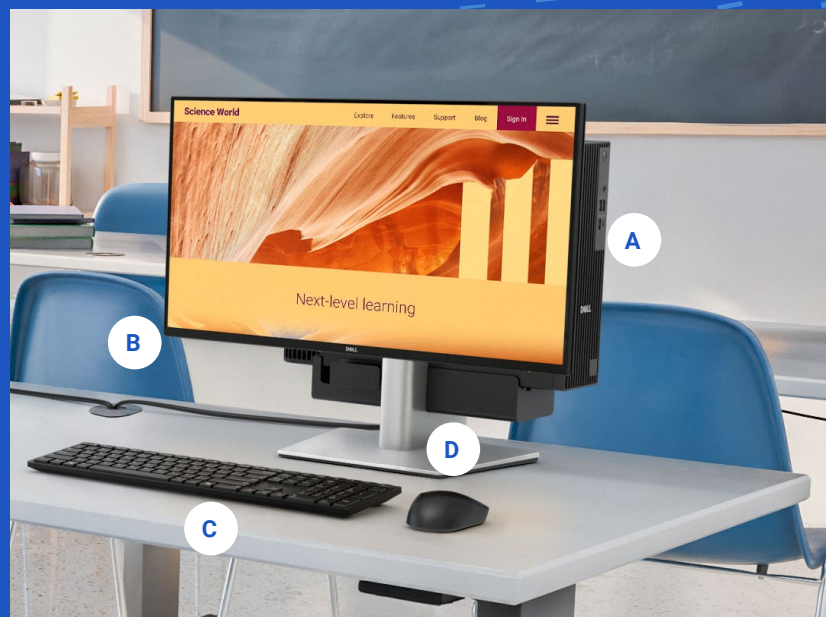 Science World
Explore
Features
Support
Blog
Sign In
Next-level learning
DELL
DELL
A
B
C
D